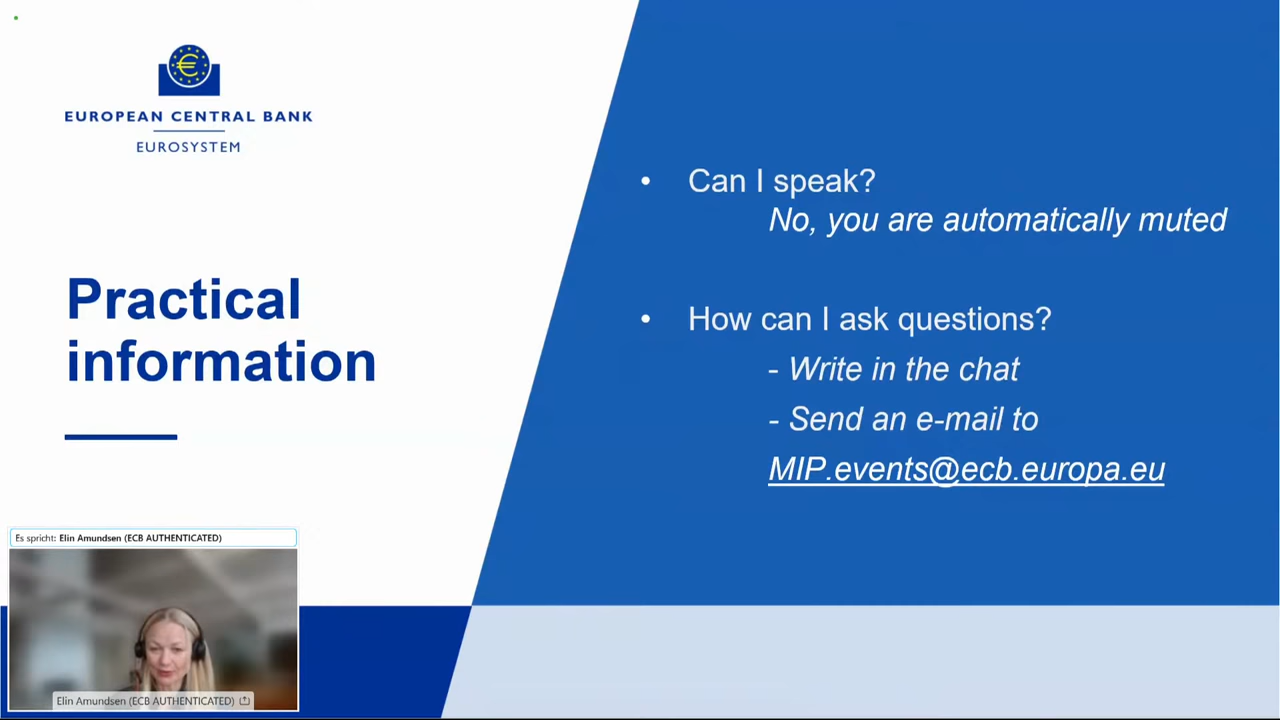 EUROPEAN CENTRAL BANK
EUROSYSTEM
Practical
information
• Can I speak?
No, you are automatically muted
• How can I ask questions?
- Write in the chat
- Send an e-mail to
MIP.events@ecb.europa.eu
Es spricht: Elin Amundsen (ECB AUTHENTICATED)
Elin Amundsen (ECB AUTHENTICATED)